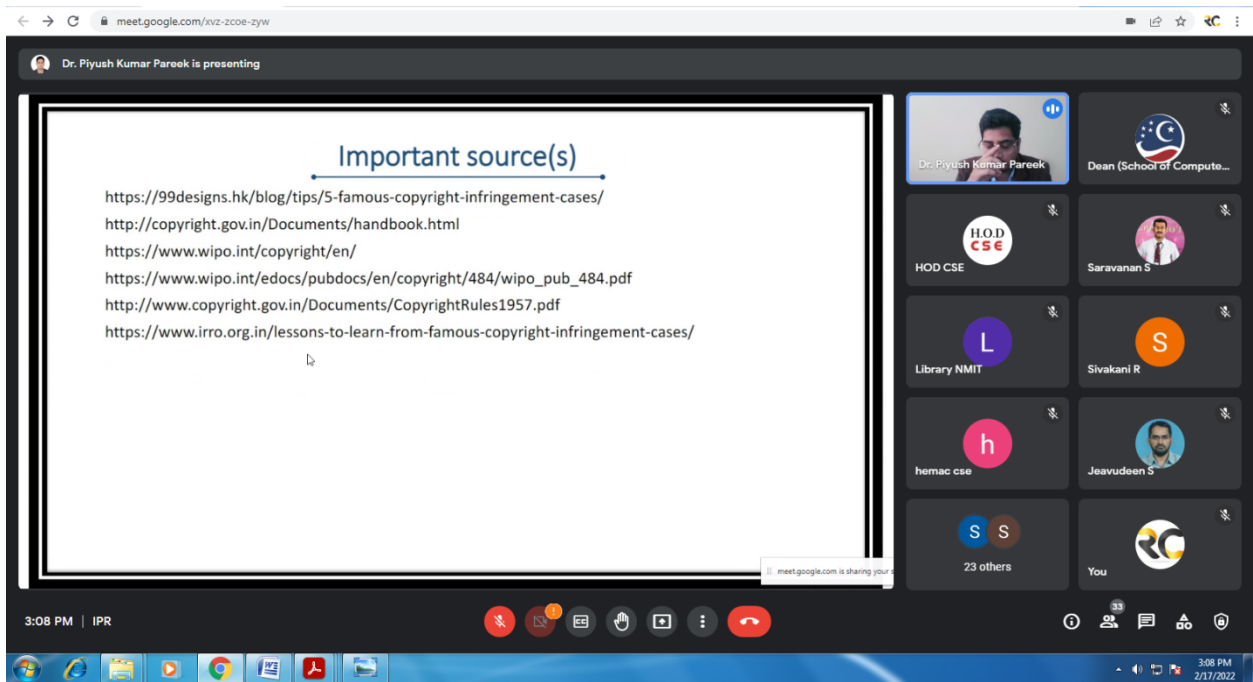 meet.google.com/xvz-zcoe-zyw
RC
Dr. Piyush Kumar Pareek is presenting
Important source(s)
https://99designs.hk/blog/tips/5-famous-copyright-infringement-cases/
http://copyright.gov.in/Documents/handbook.html
https://www.wipo.int/copyright/en/
https://www.wipo.int/edocs/pubdocs/en/copyright/484/wipo_pub_484.pdf
http://www.copyright.gov.in/Documents/CopyrightRules1957.pdf
https://www.irro.org.in/lessons-to-learn-from-famous-copyright-infringement-cases/
meet.google.com is sharing your s
Dr. Piyush Kumar Pareek
Dean (School of Compute...
H.O.D
CSE
HOD CSE
Saravanan S
L
Library NMIT
S
Sivakani R
h
hemac cse
Jeavudeen S
S S
23 others
RC
You
3:08 PM | IPR
!
CC
33
W
3:08 PM
2/17/2022